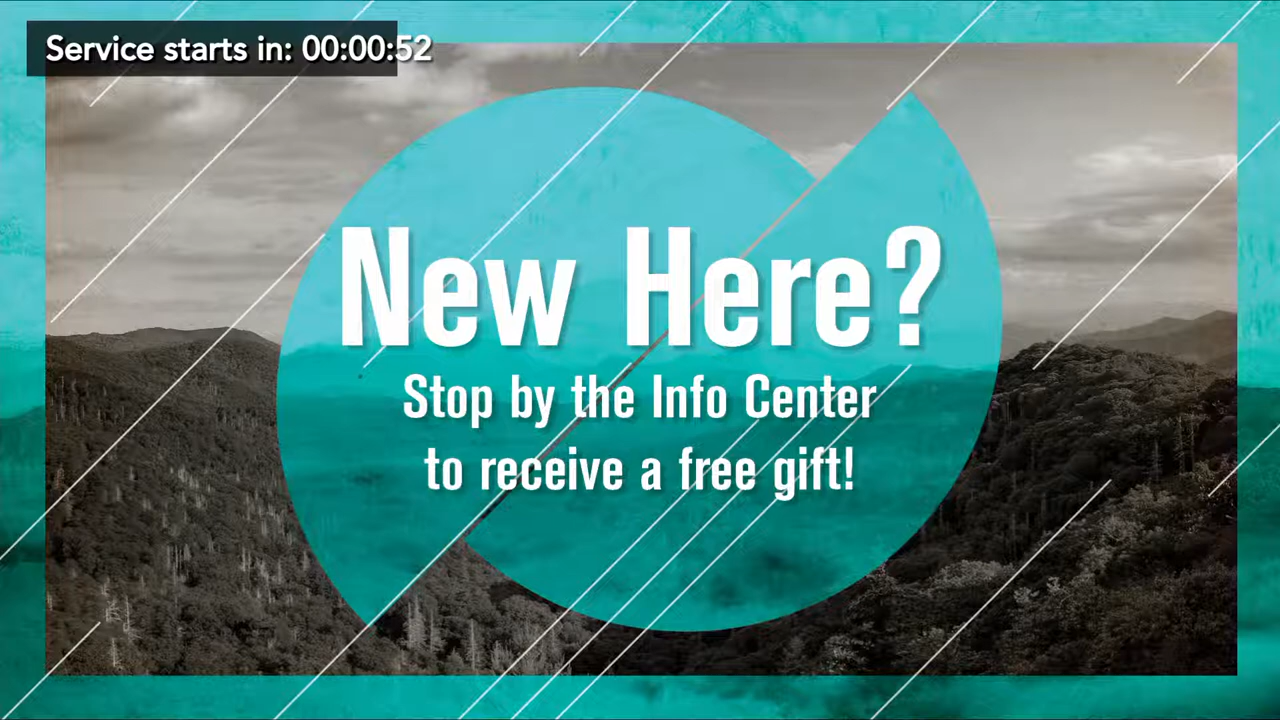 Service starts in: 00:00:52
New Here?
Stop by the Info Center
to receive a free gift!